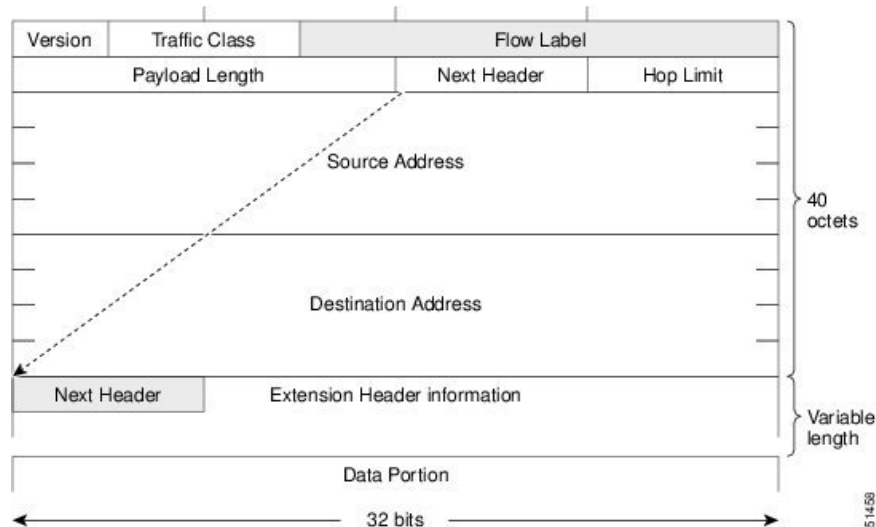 Version Traffic Class Flow Label
Payload Length Next Header Hop Limit
Source Address
40
octets
Destination Address
Next Header Extension Header information
Variable
length
Data Portion
32 bits
51458